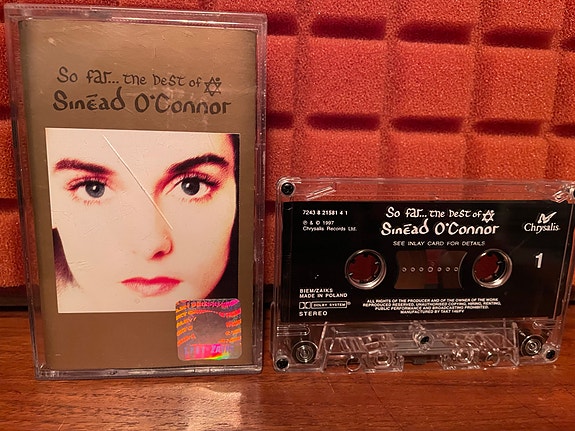 So far... the best of
Sinéad O'Connor
7243 8 21581 4 1
℗ & © 1997
Chrysalis Records Ltd.
So far... the best of
Sinéad O'Connor
SEE INLAY CARD FOR DETAILS
Chrysalis
1
BIEM/ZAIKS
MADE IN POLAND
DOLBY SYSTEM
STEREO
ALL RIGHTS OF THE PRODUCER AND OF THE OWNER OF THE WORK
REPRODUCED RESERVED. UNAUTHORISED COPYING, HIRING, RENTING,
PUBLIC PERFORMANCE AND BROADCASTING PROHIBITED.
MANUFACTURED BY TAKT